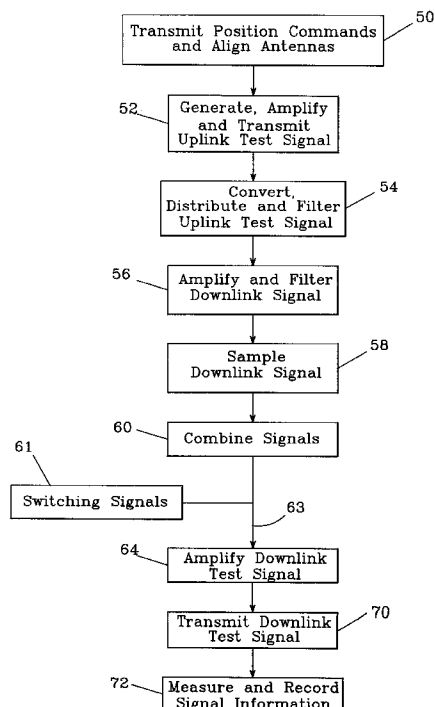 Transmit Position Commands
and Align Antennas
50
52
Generate, Amplify
and Transmit
Uplink Test Signal
Convert,
Distribute and Filter
Uplink Test Signal
54
56
Amplify and Filter
Downlink Signal
Sample
Downlink Signal
58
60
Combine Signals
61
Switching Signals
63
64
Amplify Downlink
Test Signal
Transmit Downlink
Test Signal
70
72
Measure and Record
Signal Information